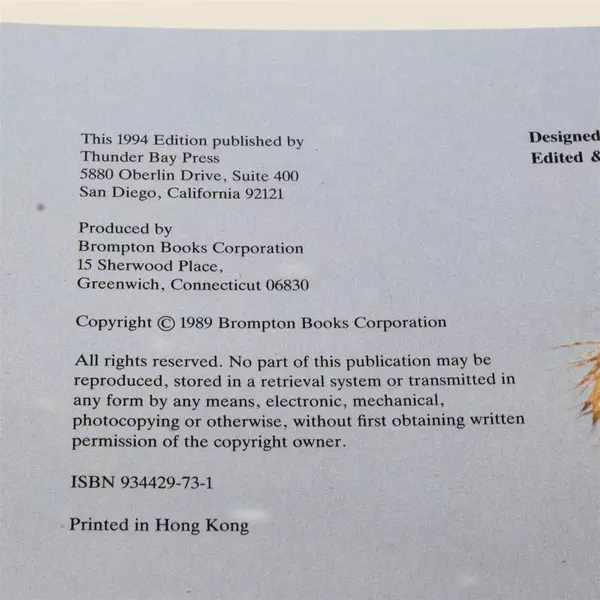 This 1994 Edition published by
Thunder Bay Press
5880 Oberlin Drive, Suite 400
San Diego, California 92121
Produced by
Brompton Books Corporation
15 Sherwood Place,
Greenwich, Connecticut 06830
Copyright © 1989 Brompton Books Corporation
All rights reserved. No part of this publication may be
reproduced, stored in a retrieval system or transmitted in
any form by any means, electronic, mechanical,
photocopying or otherwise, without first obtaining written
permission of the copyright owner.
ISBN 934429-73-1
Printed in Hong Kong
Designed
Edited &